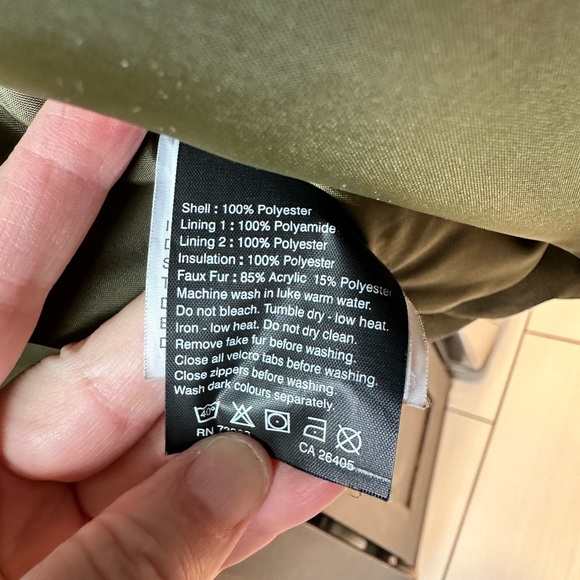 Shell : 100% Polyester
Lining 1 : 100% Polyamide
Lining 2 : 100% Polyester
Insulation : 100% Polyester
Faux Fur : 85% Acrylic 15% Polyester
Machine wash in luke warm water.
Do not bleach. Tumble dry - low heat.
Iron - low heat. Do not dry clean.
Remove fake fur before washing.
Close all velcro tabs before washing.
Close zippers before washing.
Wash dark colours separately.
40°
RN
CA 26405